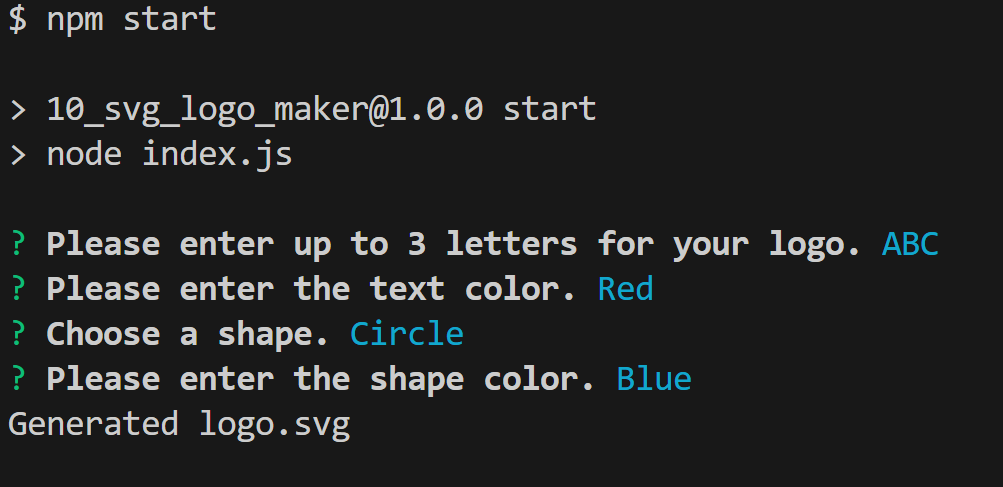 $ npm start
> 10_svg_logo_maker@1.0.0 start
> node index.js
? Please enter up to 3 letters for your logo. ABC
? Please enter the text color. Red
? Choose a shape. Circle
? Please enter the shape color. Blue
Generated logo.svg